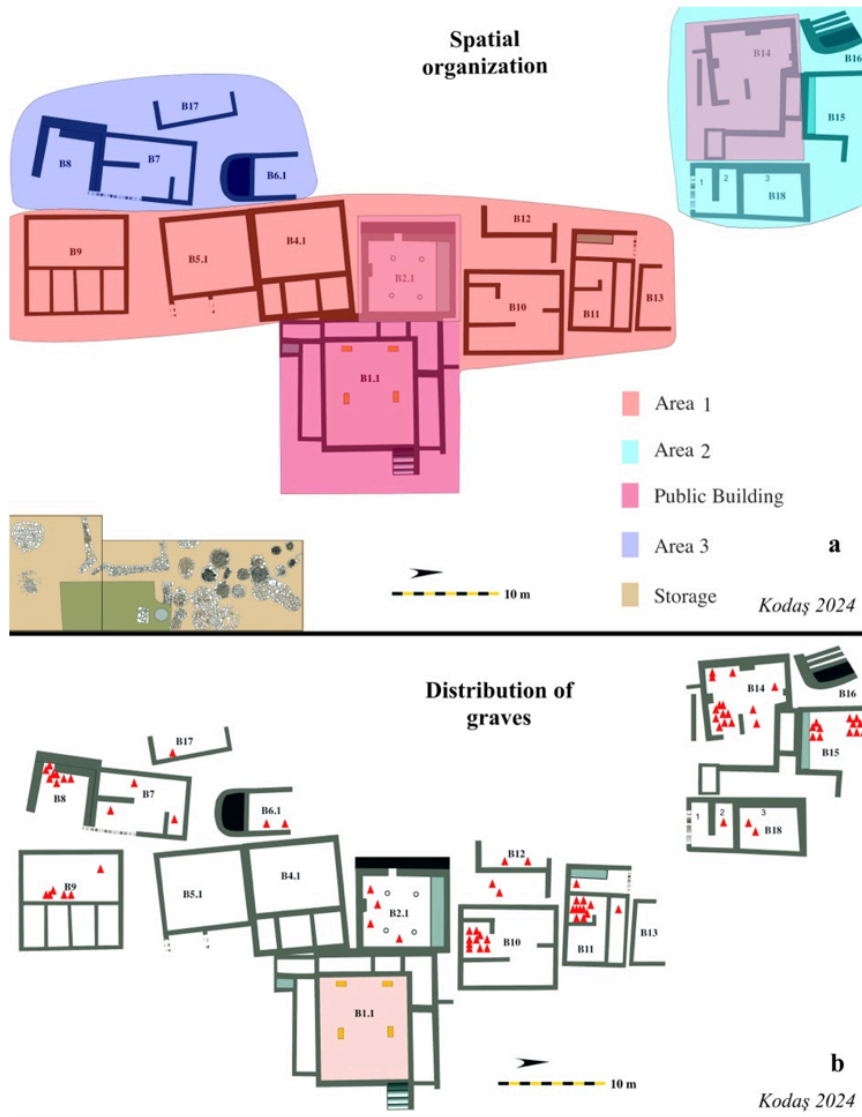 Spatial
organization
B14
B16
B17
B15
B8
B7
B6.1
1
2
3
B18
B12
B9
B5.1
B4.1
B2.1
B10
B11
B13
B1.1
Area 1
Area 2
Public Building
Area 3
a
Storage
10 m
Kodaş 2024
Distribution of
graves
B14
B16
B17
B15
B8
B7
B6.1
1
2
3
B18
B12
B9
B5.1
B4.1
B2.1
B10
B11
B13
B1.1
b
10 m
Kodaş 2024